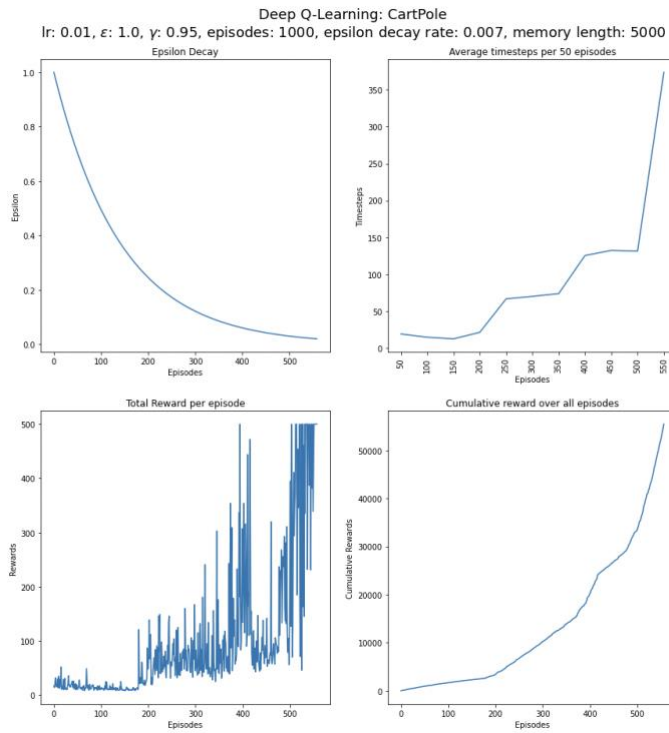 Deep Q-Learning: CartPole
lr: 0.01, ε: 1.0, γ: 0.95, episodes: 1000, epsilon decay rate: 0.007, memory length: 5000
Epsilon Decay
1.0
0.8
0.6
0.4
0.2
0.0
Epsilon
0 100 200 300 400 500
Episodes
Average timesteps per 50 episodes
350
300
250
200
150
100
50
0
Timesteps
50 100 150 200 250 300 350 400 450 500 550
Episodes
Total Reward per episode
500
400
300
200
100
0
Rewards
0 100 200 300 400 500
Episodes
Cumulative reward over all episodes
50000
40000
30000
20000
10000
0
Cumulative Rewards
0 100 200 300 400 500
Episodes